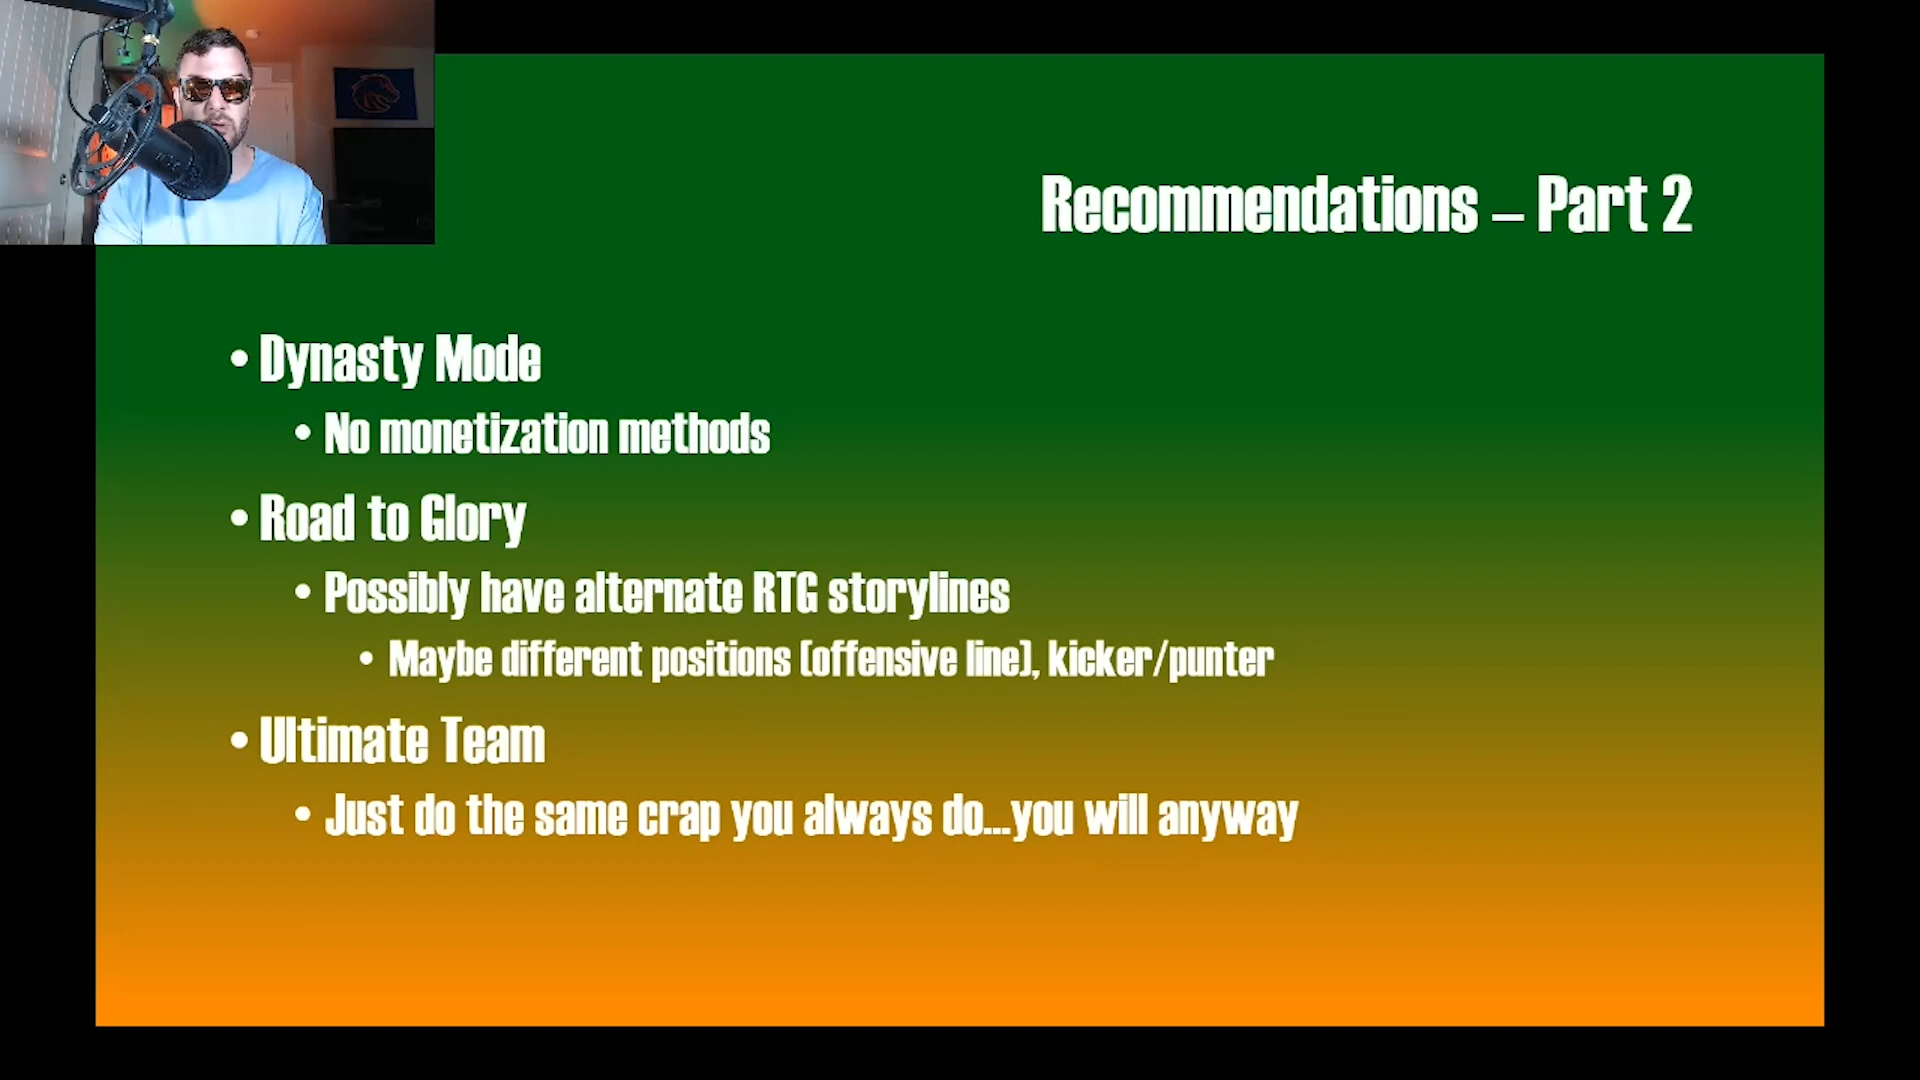 Recommendations – Part 2
• Dynasty Mode
• No monetization methods
• Road to Glory
• Possibly have alternate RTG storylines
• Maybe different positions (offensive line), kicker/punter
• Ultimate Team
• Just do the same crap you always do...you will anyway